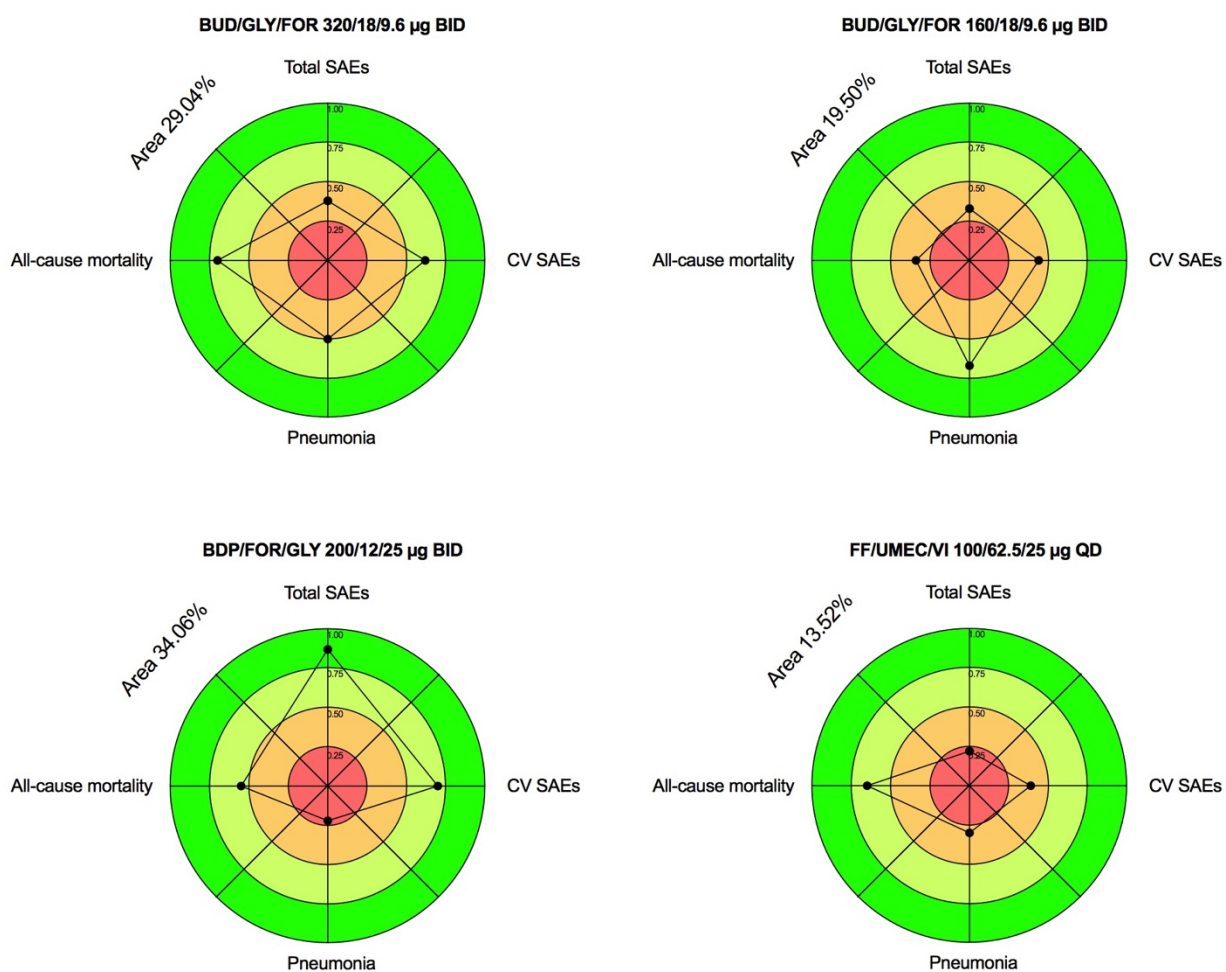 BUD/GLY/FOR 320/18/9.6 µg BID
Total SAEs
Area 29.04%
1.00
0.75
0.50
0.25
All-cause mortality
CV SAEs
Pneumonia
BUD/GLY/FOR 160/18/9.6 µg BID
Total SAEs
Area 19.50%
1.00
0.75
0.50
0.25
All-cause mortality
CV SAEs
Pneumonia
BDP/FOR/GLY 200/12/25 µg BID
Total SAEs
Area 34.06%
1.00
0.75
0.50
0.25
All-cause mortality
CV SAEs
Pneumonia
FF/UMEC/VI 100/62.5/25 µg QD
Total SAEs
Area 13.52%
1.00
0.75
0.50
0.25
All-cause mortality
CV SAEs
Pneumonia